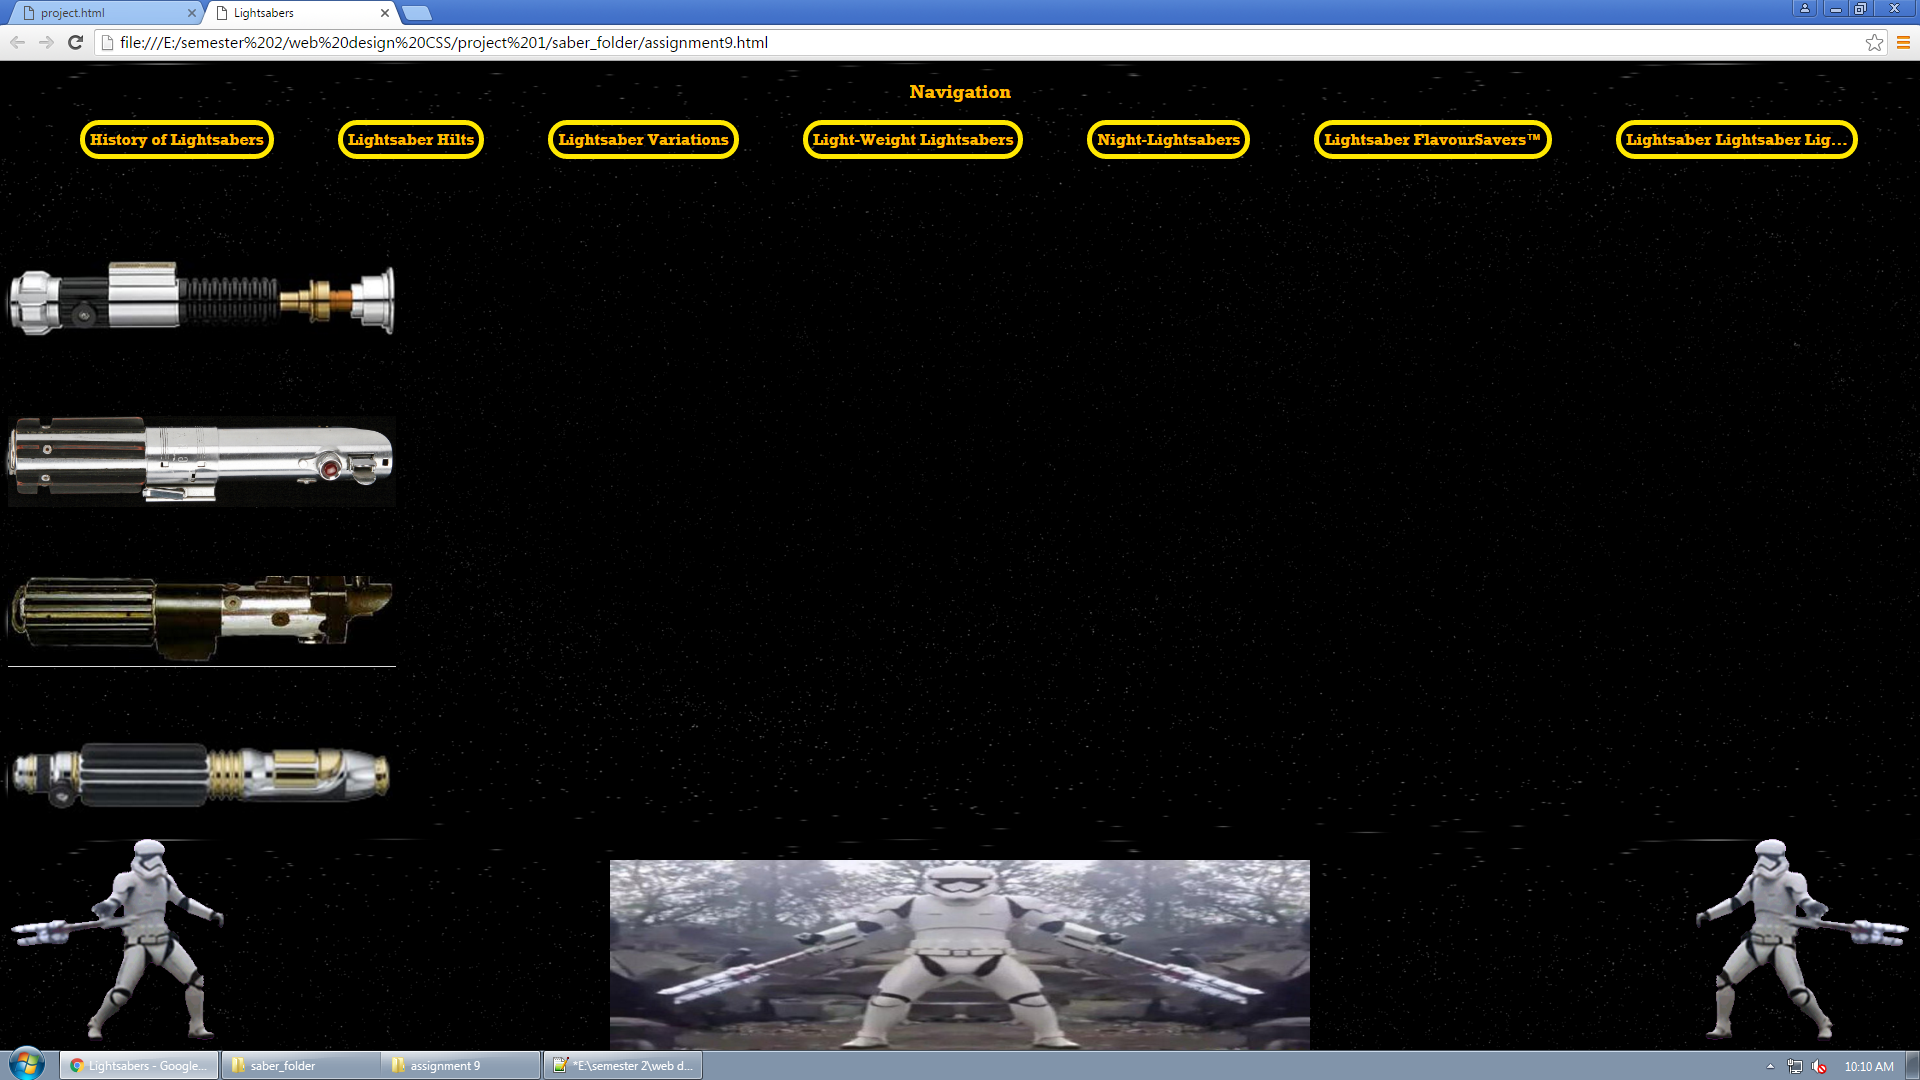 project.html
Lightsabers
file:///E:/semester%202/web%20design%20CSS/project%201/saber_folder/assignment9.html
Navigation
History of Lightsabers
Lightsaber Hilts
Lightsaber Variations
Light-Weight Lightsabers
Night-Lightsabers
Lightsaber FlavourSavers™
Lightsaber Lightsaber Lig...
Lightsabers - Google...
saber_folder
assignment 9
*E:\semester 2\web d...
10:10 AM